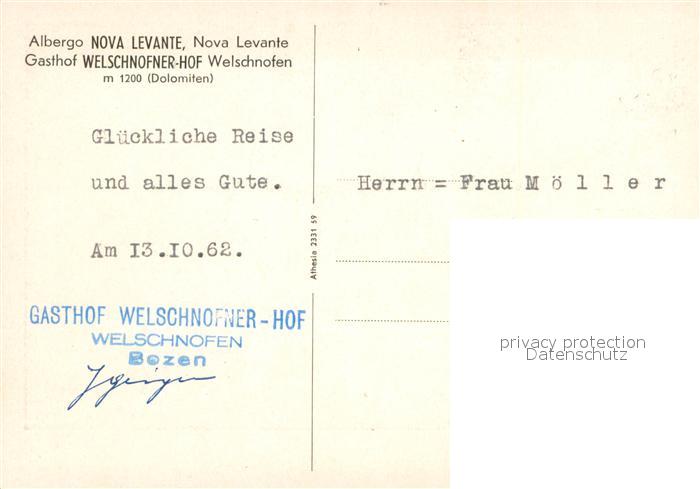 Albergo NOVA LEVANTE, Nova Levante
Gasthof WELSCHNOFNER-HOF Welschnofen
m 1200 (Dolomiten)
Glückliche Reise
und alles Gute.
Am I3.I0.62.
GASTHOF WELSCHNOFNER-HOF
WELSCHNOFEN
Bozen
Athesia 2331 59
Herrn = Frau M ö l l e r
privacy protection
Datenschutz